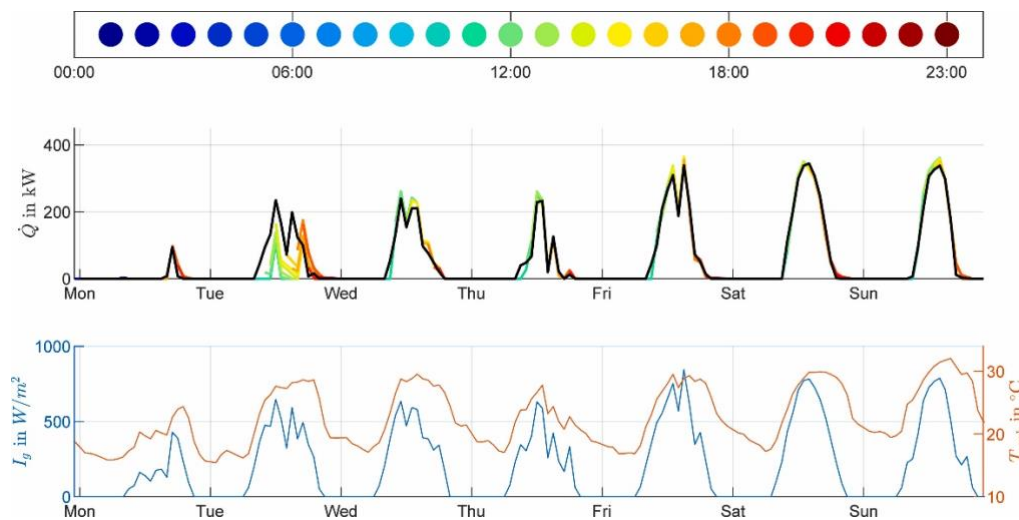 00:00 06:00 12:00 18:00 23:00
400
200
0
Q̇ in kW
Mon Tue Wed Thu Fri Sat Sun
1000
500
0
I_g in W/m²
30
20
10
in °C
Mon Tue Wed Thu Fri Sat Sun